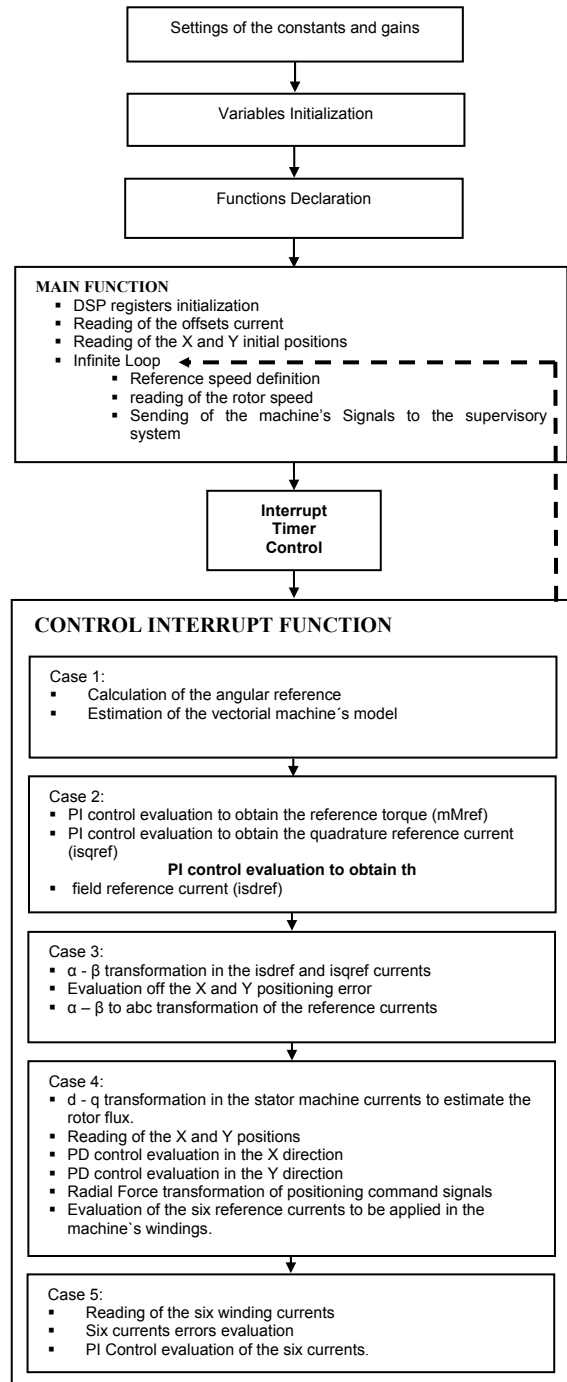 Settings of the constants and gains
Variables Initialization
Functions Declaration
MAIN FUNCTION
▪ DSP registers initialization
▪ Reading of the offsets current
▪ Reading of the X and Y initial positions
▪ Infinite Loop
▪ Reference speed definition
▪ reading of the rotor speed
▪ Sending of the machine's Signals to the supervisory
system
Interrupt
Timer
Control
CONTROL INTERRUPT FUNCTION
Case 1:
▪ Calculation of the angular reference
▪ Estimation of the vectorial machine´s model
Case 2:
▪ PI control evaluation to obtain the reference torque (mMref)
▪ PI control evaluation to obtain the quadrature reference current
(isqref)
PI control evaluation to obtain th
▪ field reference current (isdref)
Case 3:
▪ α - β transformation in the isdref and isqref currents
▪ Evaluation off the X and Y positioning error
▪ α – β to abc transformation of the reference currents
Case 4:
▪ d - q transformation in the stator machine currents to estimate the
rotor flux.
▪ Reading of the X and Y positions
▪ PD control evaluation in the X direction
▪ PD control evaluation in the Y direction
▪ Radial Force transformation of positioning command signals
▪ Evaluation of the six reference currents to be applied in the
machine`s windings.
Case 5:
▪ Reading of the six winding currents
▪ Six currents errors evaluation
▪ PI Control evaluation of the six currents.